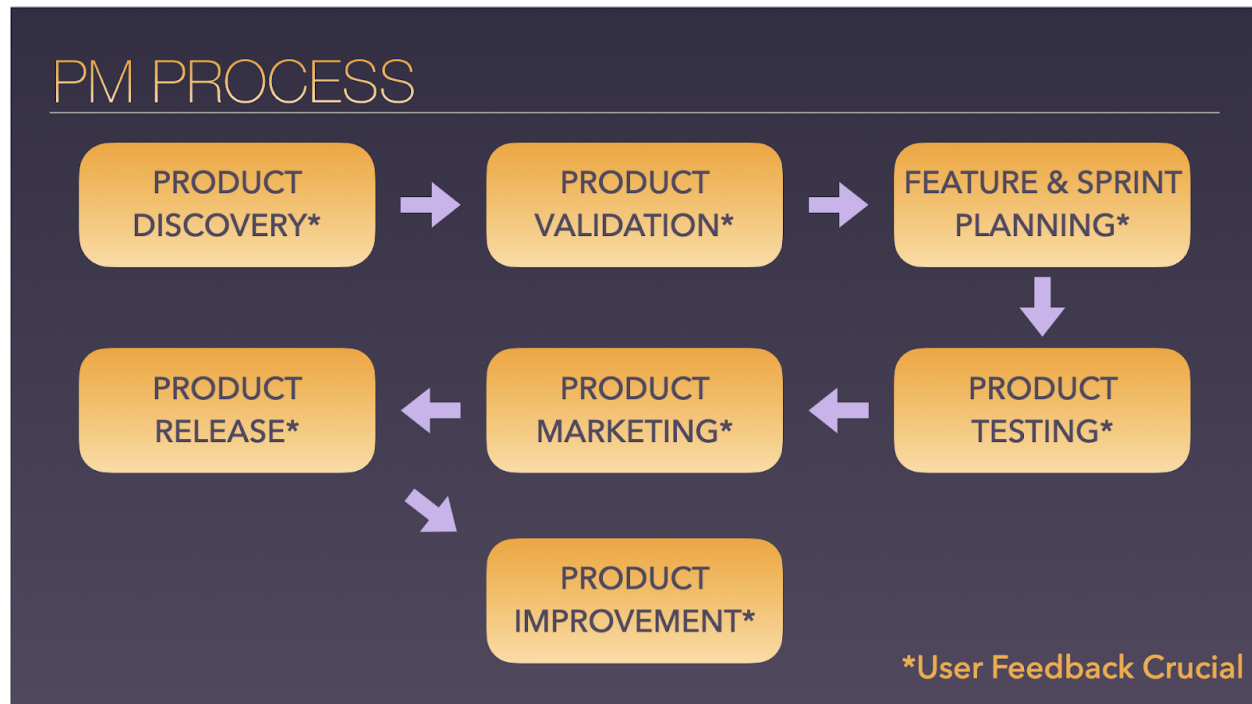 PM PROCESS
PRODUCT
DISCOVERY*
PRODUCT
VALIDATION*
FEATURE & SPRINT
PLANNING*
PRODUCT
TESTING*
PRODUCT
MARKETING*
PRODUCT
RELEASE*
PRODUCT
IMPROVEMENT*
*User Feedback Crucial